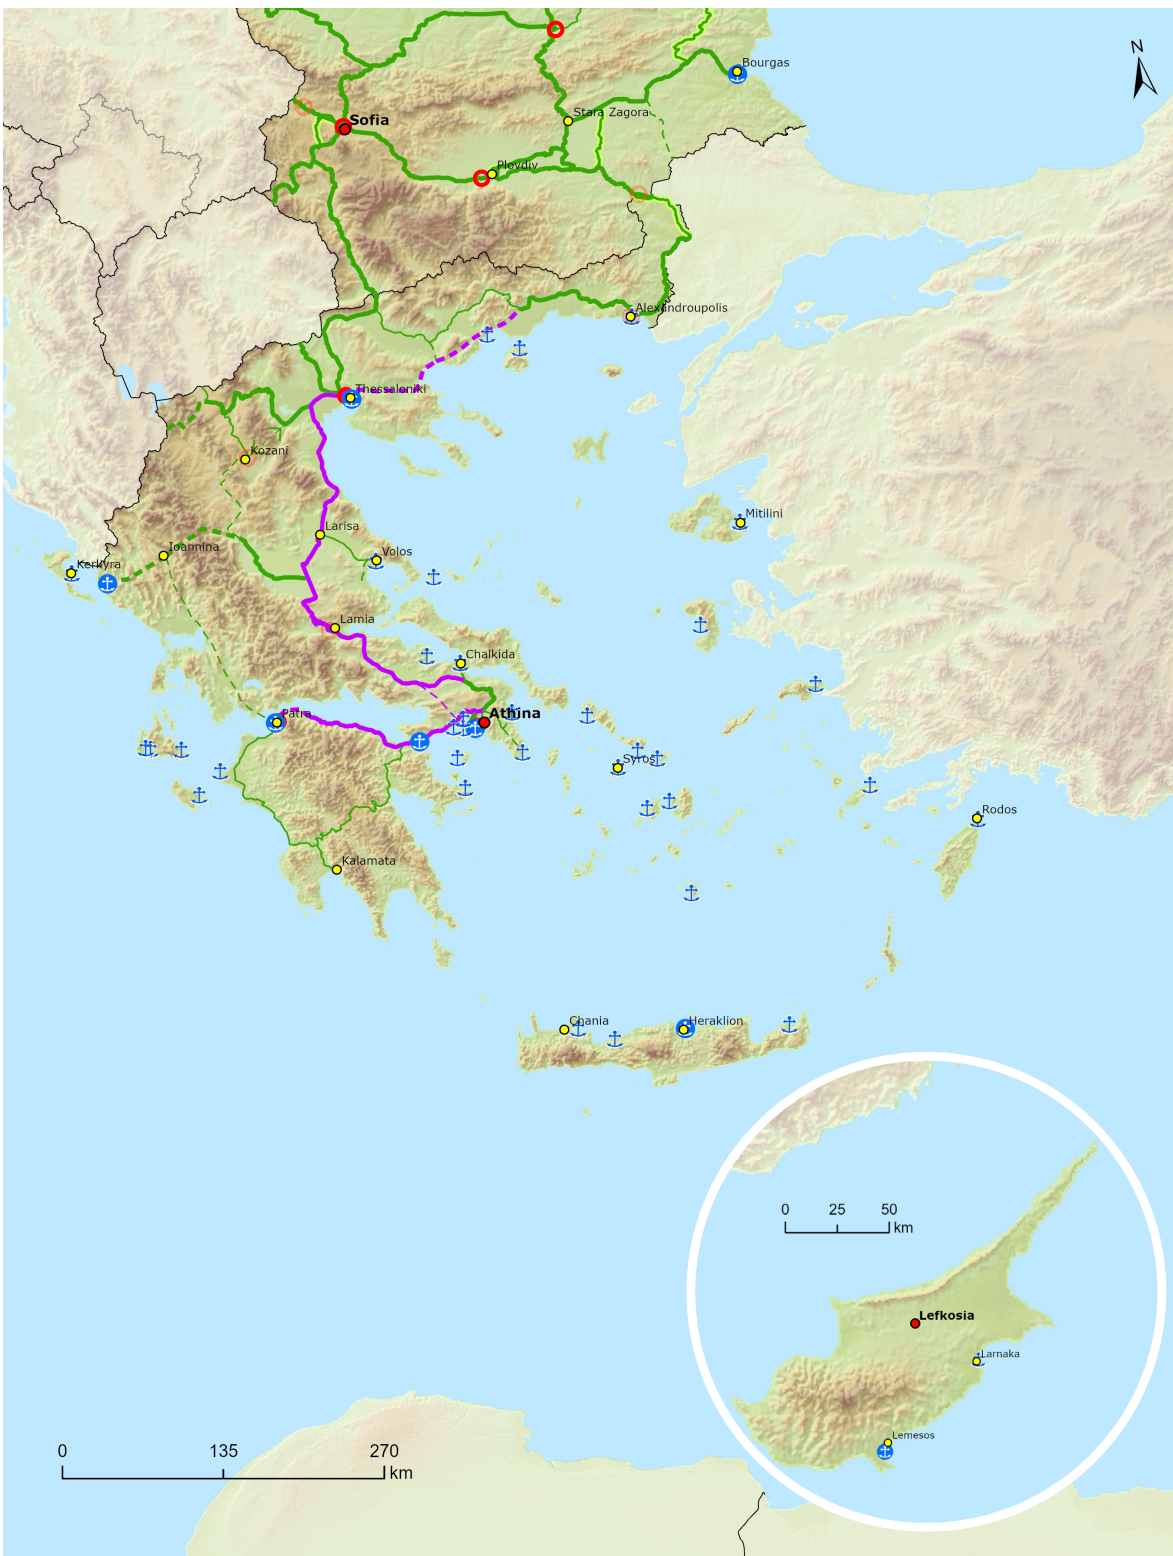 N
Bourgas
Stara Zagora
Sofia
Plovdiv
Alexandroupolis
Thessaloniki
Kozani
Mitilini
Larisa
Ioannina
Volos
Kerkyra
Lamia
Chalkida
Patra
Athina
Syros
Rodos
Kalamata
Chania
Heraklion
0 25 50
km
Lefkosia
Larnaka
Lemesos
0 135 270
km